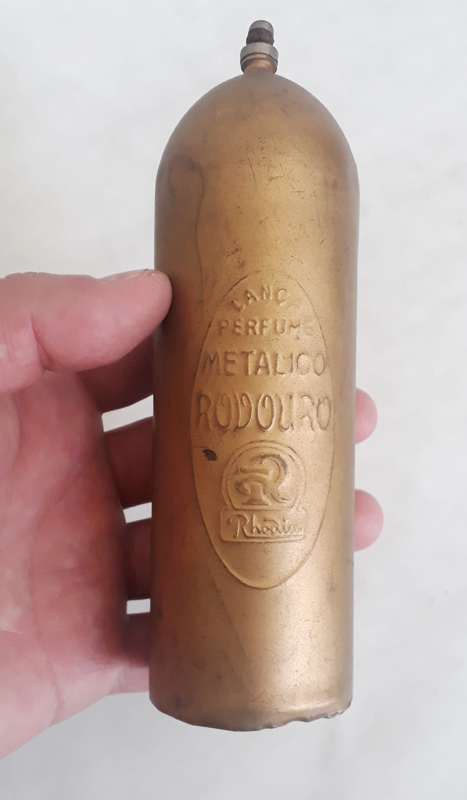 LANÇA
PERFUME
METALICO
RODOURO
R
Rhodia